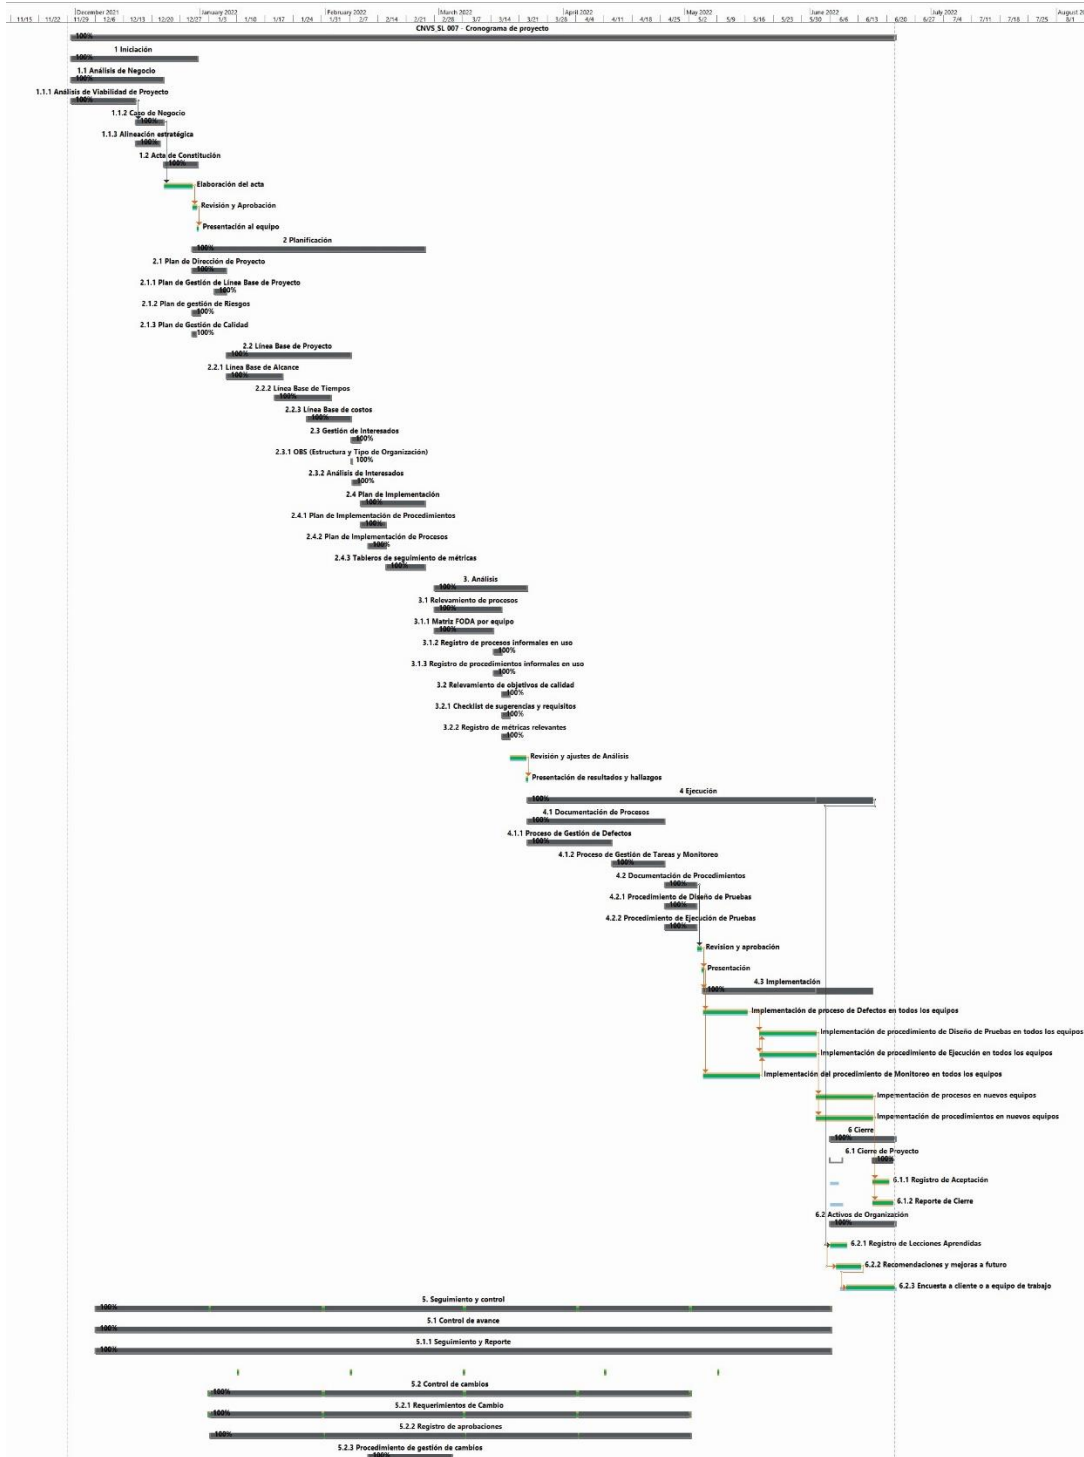 December 2021 January 2022 February 2022 March 2022 April 2022 May 2022 June 2022 July 2022
11/15 11/22 12/6 12/13 12/20 12/27 1/3 1/10 1/17 1/24 1/31 2/7 2/14 2/21 3/7 3/14 3/21 3/28 4/4 4/11 4/18 4/25 5/2 5/9 5/16 5/23 5/30 6/6 6/13 6/20 6/27 7/4 7/11 7/18 7/25 8/1
CNVS_SL 007 - Cronograma de proyecto
100%
1 Iniciación
100%
1.1 Análisis de Negocio
100%
1.1.1 Análisis de Viabilidad de Proyecto
100%
1.1.2 Caso de Negocio
100%
1.1.3 Alineación estratégica
100%
1.2 Acta de Constitución
100%
Elaboración del acta
Revisión y Aprobación
Presentación al equipo
2 Planificación
100%
2.1 Plan de Dirección de Proyecto
100%
2.1.1 Plan de Gestión de Línea Base de Proyecto
100%
2.1.2 Plan de gestión de Riesgos
100%
2.1.3 Plan de Gestión de Calidad
100%
2.2 Línea Base de Proyecto
100%
2.2.1 Línea Base de Alcance
100%
2.2.2 Línea Base de Tiempos
100%
2.2.3 Línea Base de costos
100%
2.3 Gestión de Interesados
100%
2.3.1 OBS (Estructura y Tipo de Organización)
100%
2.3.2 Análisis de Interesados
100%
2.4 Plan de Implementación
100%
2.4.1 Plan de Implementación de Procedimientos
100%
2.4.2 Plan de Implementación de Procesos
100%
2.4.3 Tableros de seguimiento de métricas
100%
3. Análisis
100%
3.1 Relevamiento de procesos
100%
3.1.1 Matriz FODA por equipo
100%
3.1.2 Registro de procesos informales en uso
100%
3.1.3 Registro de procedimientos informales en uso
100%
3.2 Relevamiento de objetivos de calidad
100%
3.2.1 Checklist de sugerencias y requisitos
100%
3.2.2 Registro de métricas relevantes
100%
Revisión y ajustes de Análisis
Presentación de resultados y hallazgos
4 Ejecución
100%
4.1 Documentación de Procesos
100%
4.1.1 Proceso de Gestión de Defectos
100%
4.1.2 Proceso de Gestión de Tareas y Monitoreo
100%
4.2 Documentación de Procedimientos
100%
4.2.1 Procedimiento de Diseño de Pruebas
100%
4.2.2 Procedimiento de Ejecución de Pruebas
100%
Revision y aprobación
Presentación
4.3 Implementación
100%
Implementación de proceso de Defectos en todos los equipos
Implementación de procedimiento de Diseño de Pruebas en todos los equipos
Implementación de procedimiento de Ejecución en todos los equipos
Implementación del procedimiento de Monitoreo en todos los equipos
Impementación de procesos en nuevos equipos
Impementación de procedimientos en nuevos equipos
6 Cierre
100%
6.1 Cierre de Proyecto
100%
6.1.1 Registro de Aceptación
6.1.2 Reporte de Cierre
6.2 Activos de Organización
100%
6.2.1 Registro de Lecciones Aprendidas
6.2.2 Recomendaciones y mejoras a futuro
6.2.3 Encuesta a cliente o a equipo de trabajo
5. Seguimiento y control
100%
5.1 Control de avance
100%
5.1.1 Seguimiento y Reporte
100%
5.2 Control de cambios
100%
5.2.1 Requerimientos de Cambio
100%
5.2.2 Registro de aprobaciones
100%
5.2.3 Procedimiento de gestión de cambios
100%